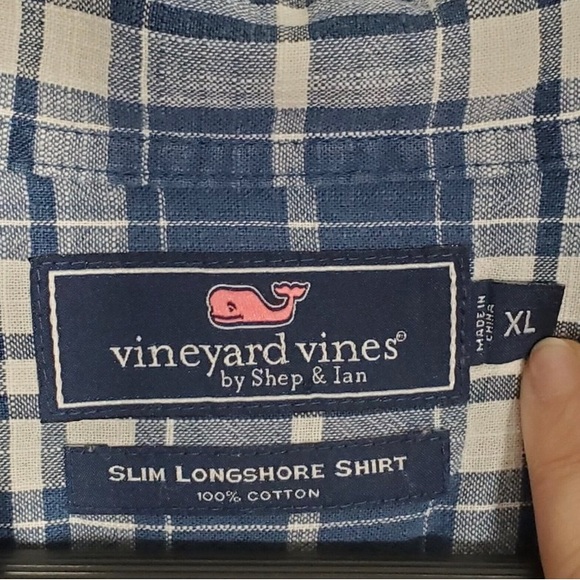 vineyard vines®
by Shep & Ian
MADE IN
CHINA
XL
SLIM LONGSHORE SHIRT
100% COTTON